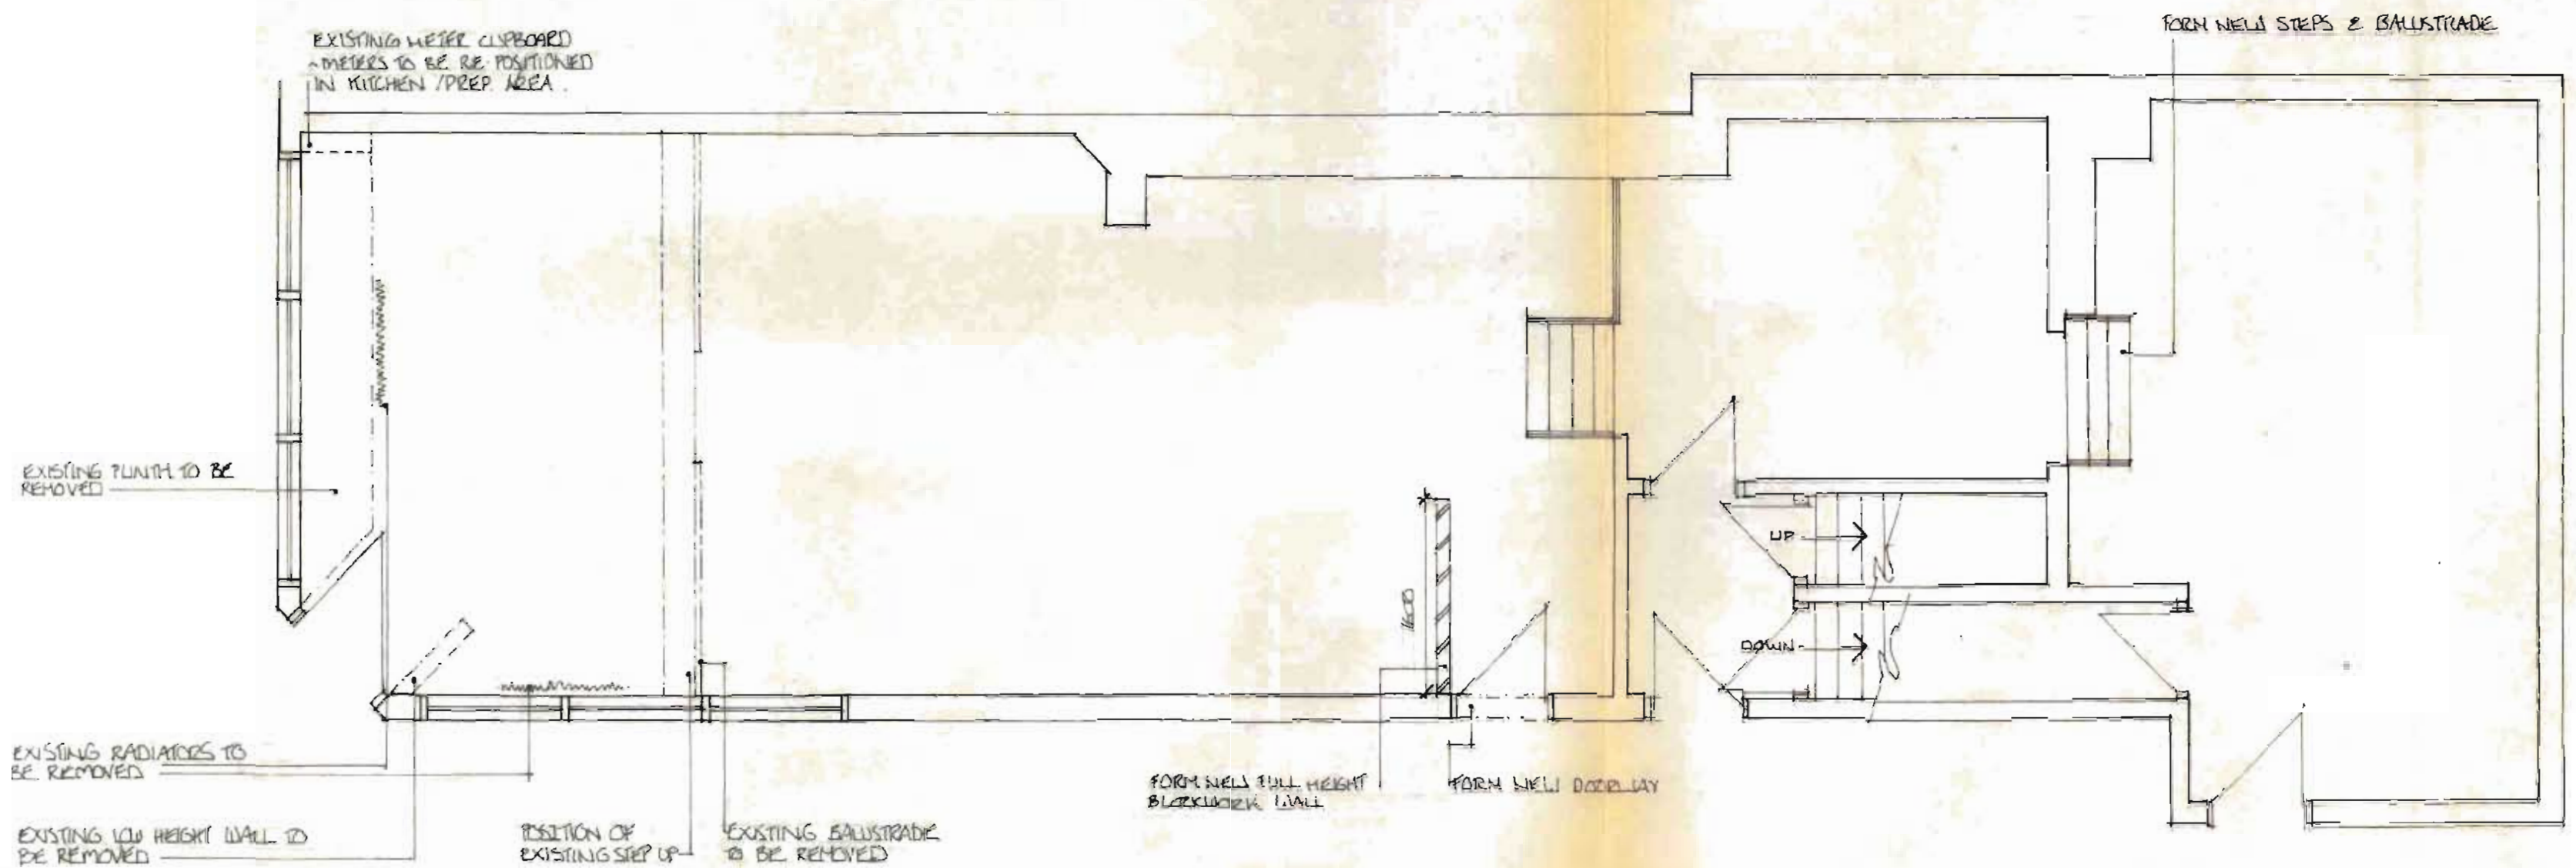 EXISTING METER CUPBOARD
~METERS TO BE RE-POSITIONED
IN KITCHEN /PREP. AREA.
FORM NEW STEPS & BALUSTRADE
EXISTING PLINTH TO BE
REMOVED
UP
DOWN
1600
EXISTING RADIATORS TO
BE REMOVED
FORM NEW FULL HEIGHT
BLOCKWORK WALL
FORM NEW DOORWAY
EXISTING LOW HEIGHT WALL TO
BE REMOVED
POSITION OF
EXISTING STEP UP
EXISTING BALUSTRADE
TO BE REMOVED